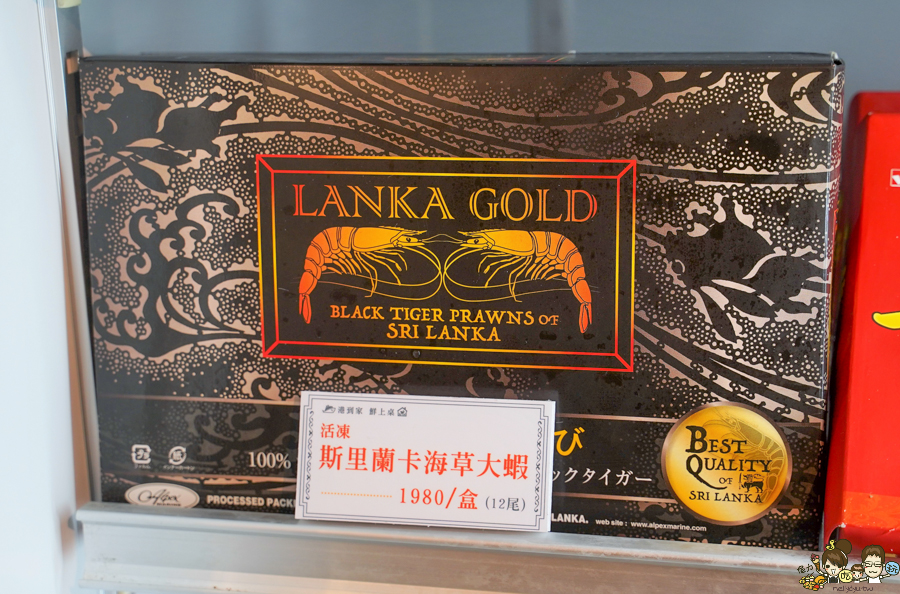 LANKA GOLD
BLACK TIGER PRAWNS OF
SRI LANKA
港到家 鮮上桌
活凍
斯里蘭卡海草大蝦
1980/盒 (12尾)
100%
び
ックタイガー
BEST
QUALITY
OF
SRI LANKA
PROCESSED PACK
LANKA.
web site : www.alpexmarine.com